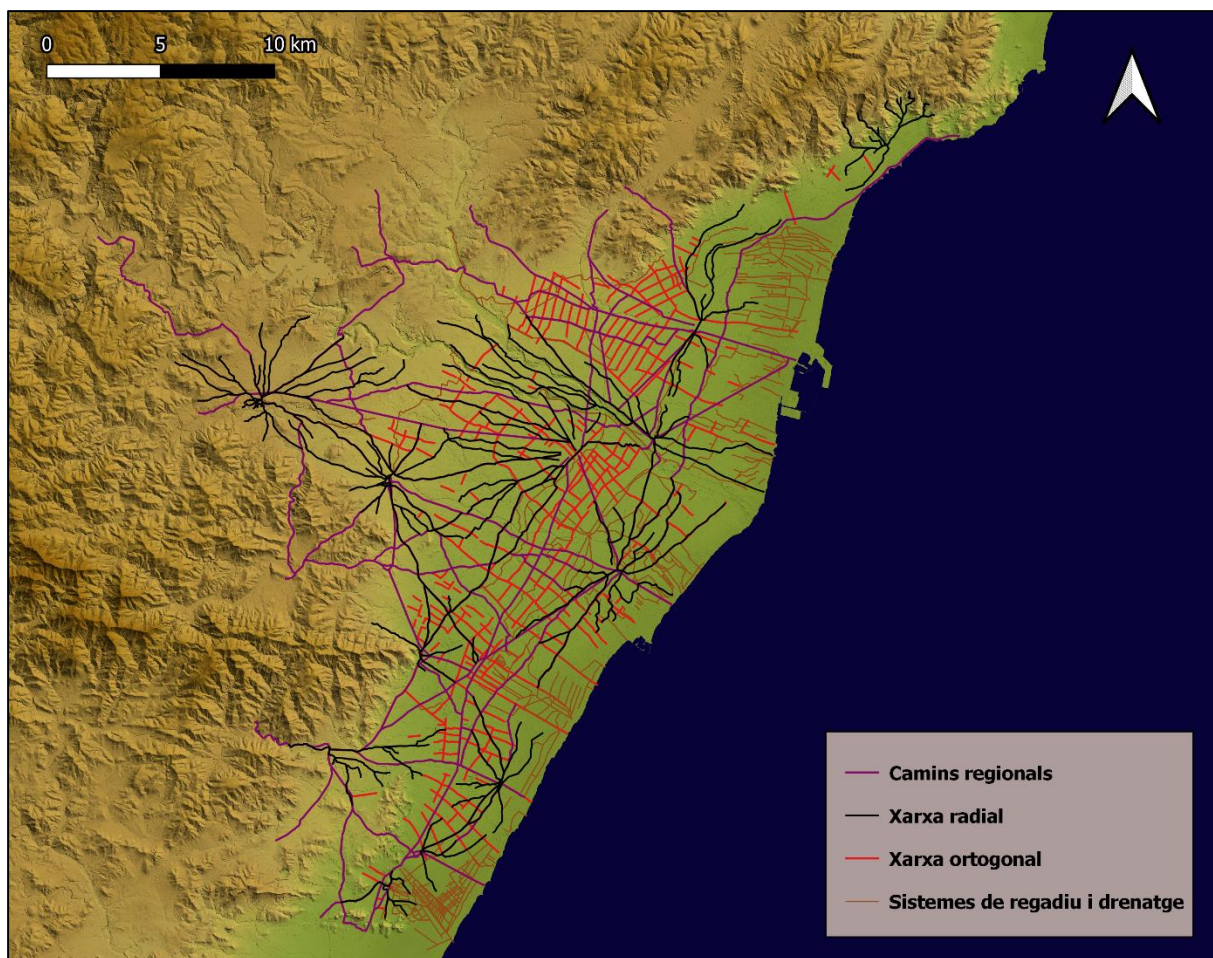 0 5 10 km
Camins regionals
Xarxa radial
Xarxa ortogonal
Sistemes de regadiu i drenatge